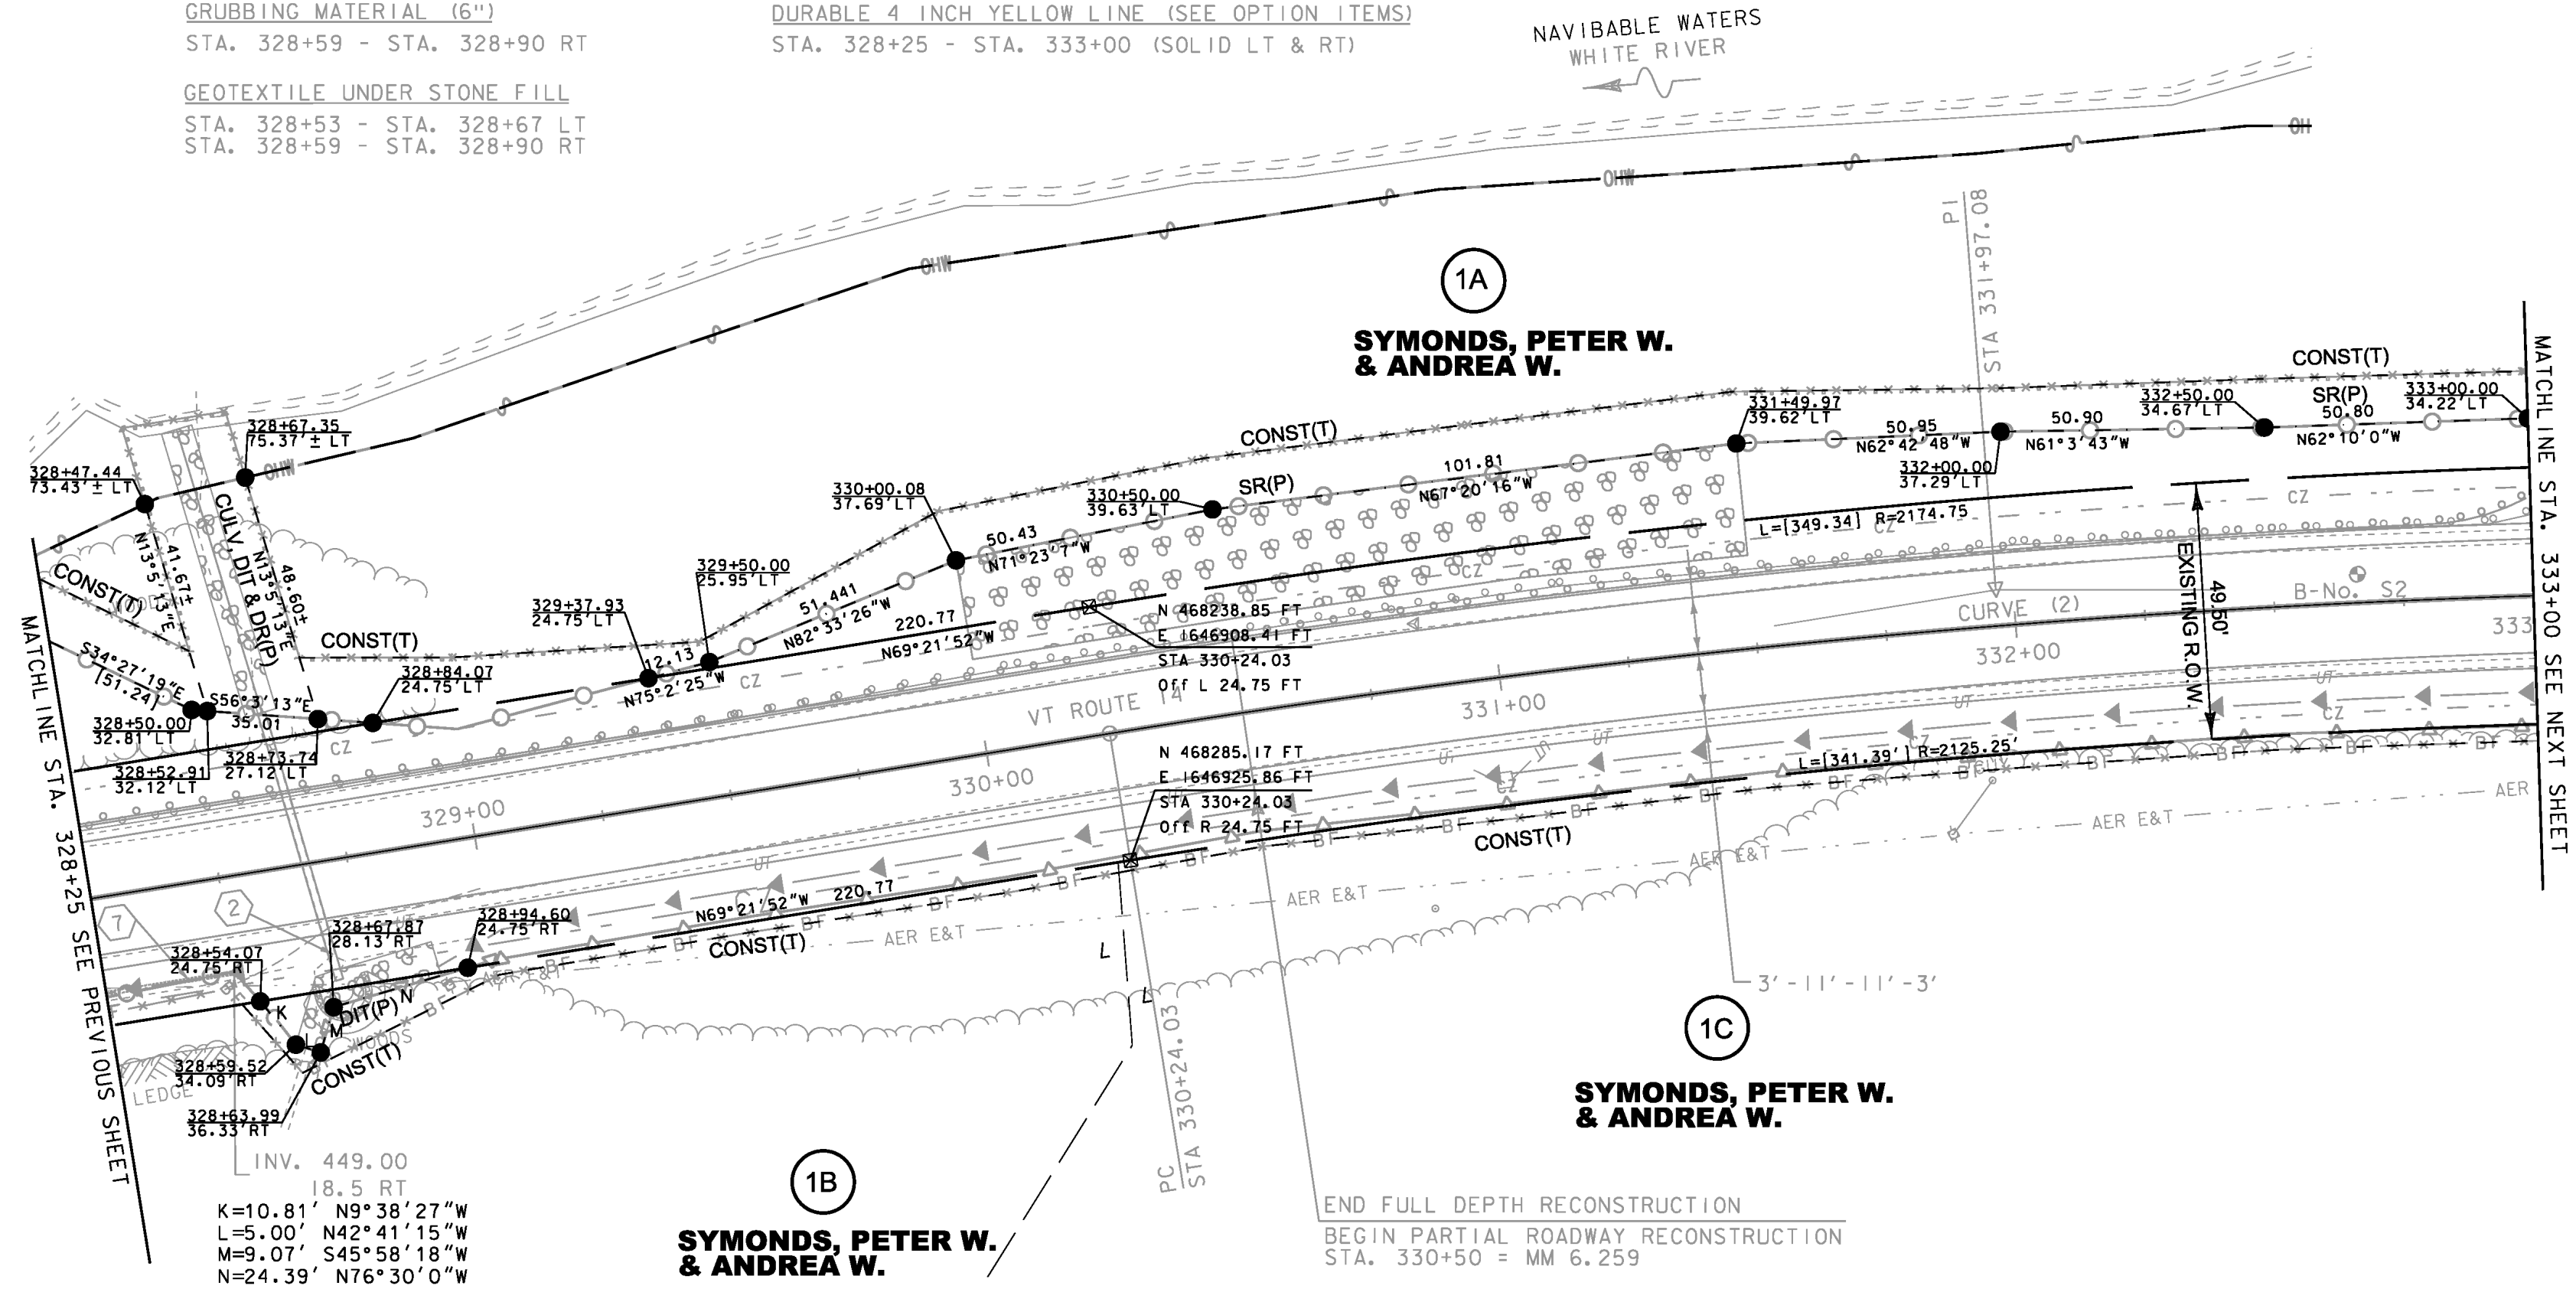 GRUBBING MATERIAL (6")
STA. 328+59 - STA. 328+90 RT
GEOTEXTILE UNDER STONE FILL
STA. 328+53 - STA. 328+67 LT
STA. 328+59 - STA. 328+90 RT
DURABLE 4 INCH YELLOW LINE (SEE OPTION ITEMS)
STA. 328+25 - STA. 333+00 (SOLID LT & RT)
NAVIBABLE WATERS
WHITE RIVER
OHW
OHW
OHW
OH
PI
STA 331+97.08
1A
SYMONDS, PETER W.
& ANDREA W.
MATCHLINE STA. 333+00 SEE NEXT SHEET
MATCHLINE STA. 328+25 SEE PREVIOUS SHEET
328+67.35
75.37'± LT
328+47.44
73.43'± LT
CONST(T)
N13°5'13"E
41.67±
CULV, DIT & DR(P)
N13°5'13"E
48.60±
CONST(T)
S34°27'19"E
[51.24]
328+50.00
32.81'LT
S56°3'13"E
35.01
328+52.91
32.12'LT
328+73.74
27.12'LT
328+84.07
24.75'LT
CZ
329+37.93
24.75'LT
329+50.00
25.95'LT
12.13
N75°2'25"W
CZ
51.441
N82°33'26"W
330+00.08
37.69'LT
50.43
N71°23'7"W
220.77
N69°21'52"W
330+50.00
39.63'LT
SR(P)
CONST(T)
101.81
N67°20'16"W
331+49.97
39.62'LT
50.95
N62°42'48"W
332+00.00
37.29'LT
50.90
N61°3'43"W
332+50.00
34.67'LT
CONST(T)
SR(P)
50.80
N62°10'0"W
333+00.00
34.22'LT
L=[349.34] R=2174.75
CZ
CZ
CZ
EXISTING R.O.W.
49.50'
B-No. S2
CURVE (2)
N 468238.85 FT
E 1646908.41 FT
STA 330+24.03
Off L 24.75 FT
VT ROUTE 14
329+00
330+00
331+00
332+00
333
N 468285.17 FT
E 1646925.86 FT
STA 330+24.03
Off R 24.75 FT
UT
UT
UT
UT
CZ
CZ
L=[341.39'] R=2125.25'
BF
BF
BF
BF
BF
BF
BF
BF
BF
CONST(T)
AER E&T
AER E&T
AER E&T
AER E&T
AER
7
2
328+54.07
24.75'RT
328+67.87
28.13'RT
328+94.60
24.75'RT
N69°21'52"W 220.77
CONST(T)
K
L
M
N
DIT(P)
WOODS
CONST(T)
LEDGE
328+59.52
34.09'RT
328+63.99
36.33'RT
INV. 449.00
18.5 RT
K=10.81' N9°38'27"W
L=5.00' N42°41'15"W
M=9.07' S45°58'18"W
N=24.39' N76°30'0"W
L
L
PC
STA 330+24.03
1B
SYMONDS, PETER W.
& ANDREA W.
3'-11'-11'-3'
1C
SYMONDS, PETER W.
& ANDREA W.
END FULL DEPTH RECONSTRUCTION
BEGIN PARTIAL ROADWAY RECONSTRUCTION
STA. 330+50 = MM 6.259